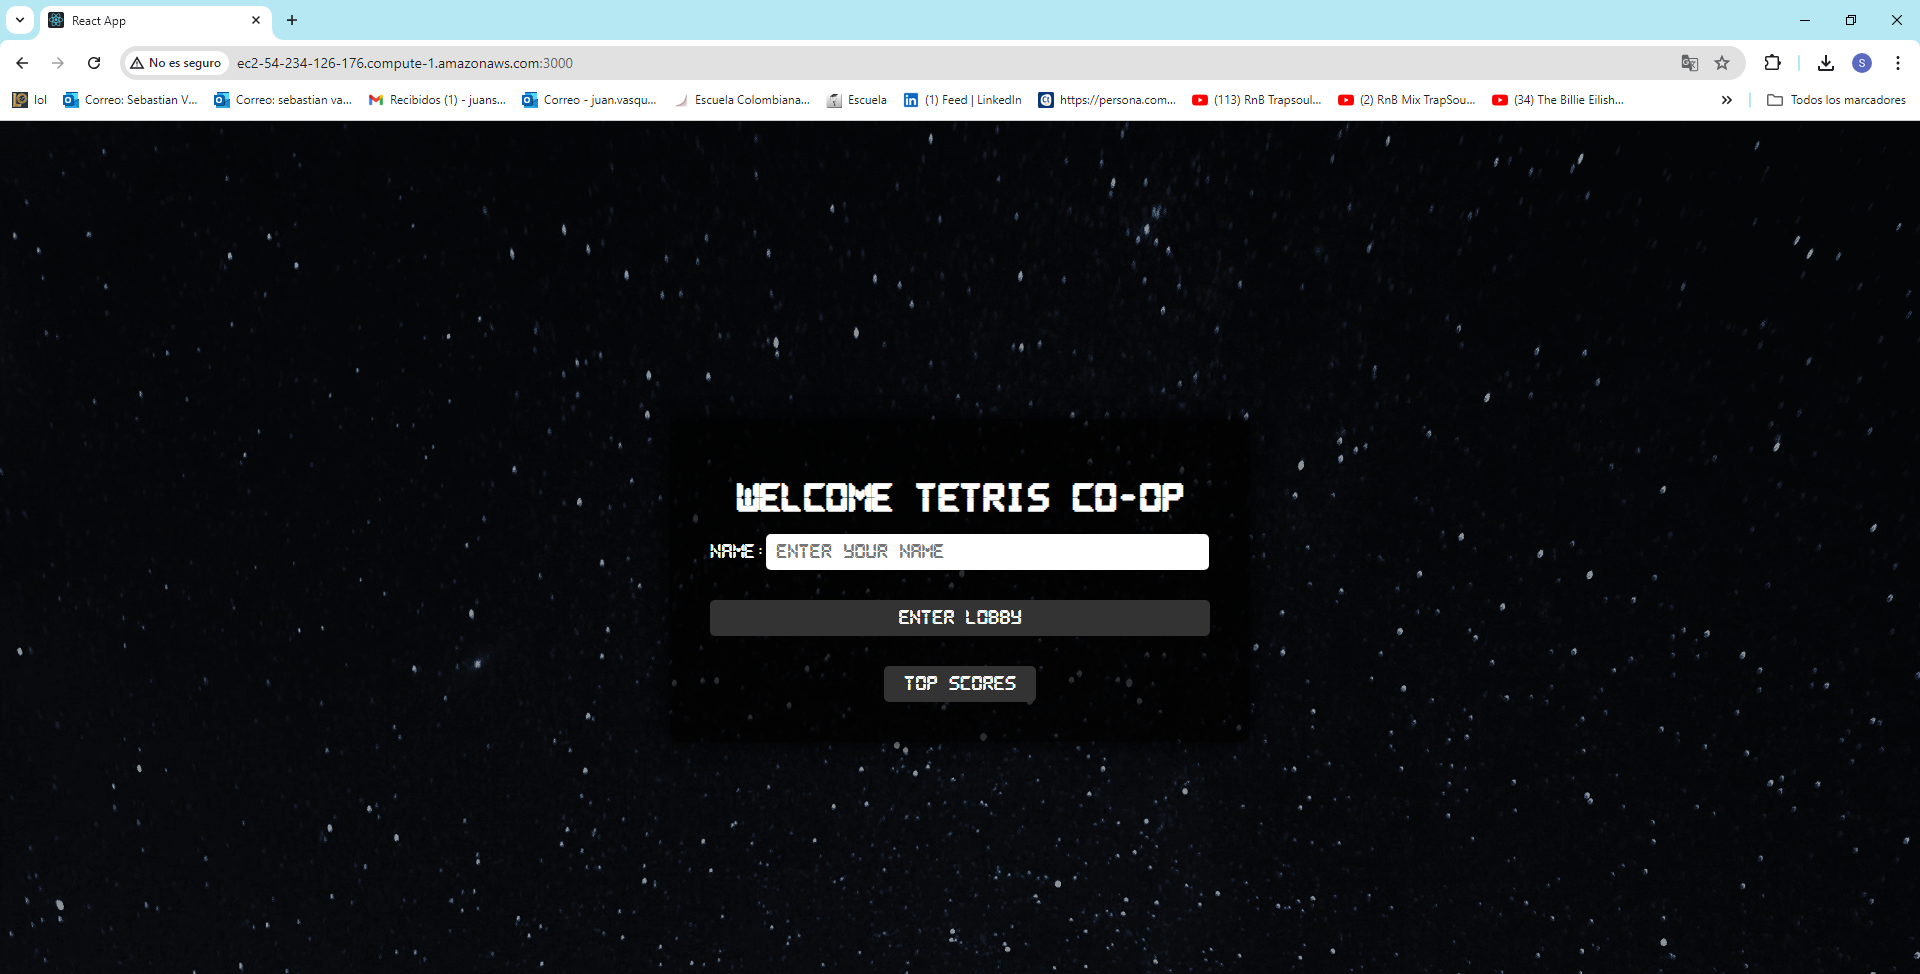 React App
No es seguro ec2-54-234-126-176.compute-1.amazonaws.com:3000 S
lol Correo: Sebastian V... Correo: sebastian va... Recibidos (1) - juans... Correo - juan.vasqu... Escuela Colombiana... Escuela (1) Feed | LinkedIn https://persona.com... (113) RnB Trapsoul... (2) RnB Mix TrapSou... (34) The Billie Eilish... Todos los marcadores
WELCOME TETRIS CO-OP
NAME: ENTER YOUR NAME
ENTER LOBBY
TOP SCORES